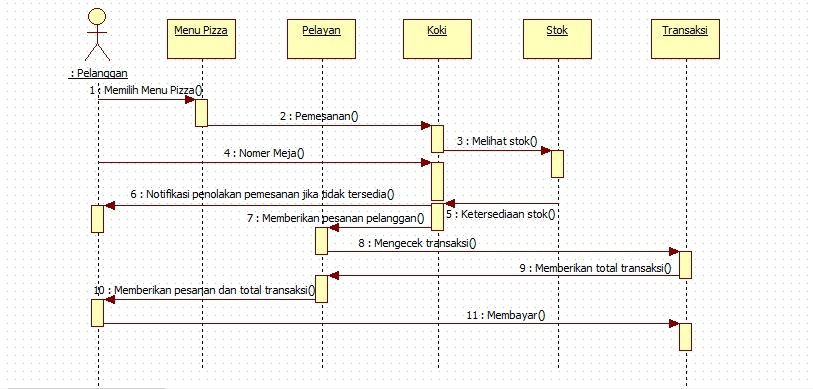 Menu Pizza
Pelayan
Koki
Stok
Transaksi
: Pelanggan
1 : Memilih Menu Pizza()
2 : Pemesanan()
3 : Melihat stok()
4 : Nomer Meja()
6 : Notifikasi penolakan pemesanan jika tidak tersedia()
5 : Ketersediaan stok()
7 : Memberikan pesanan pelanggan()
8 : Mengecek transaksi()
9 : Memberikan total transaksi()
10 : Memberikan pesanan dan total transaksi()
11 : Membayar()